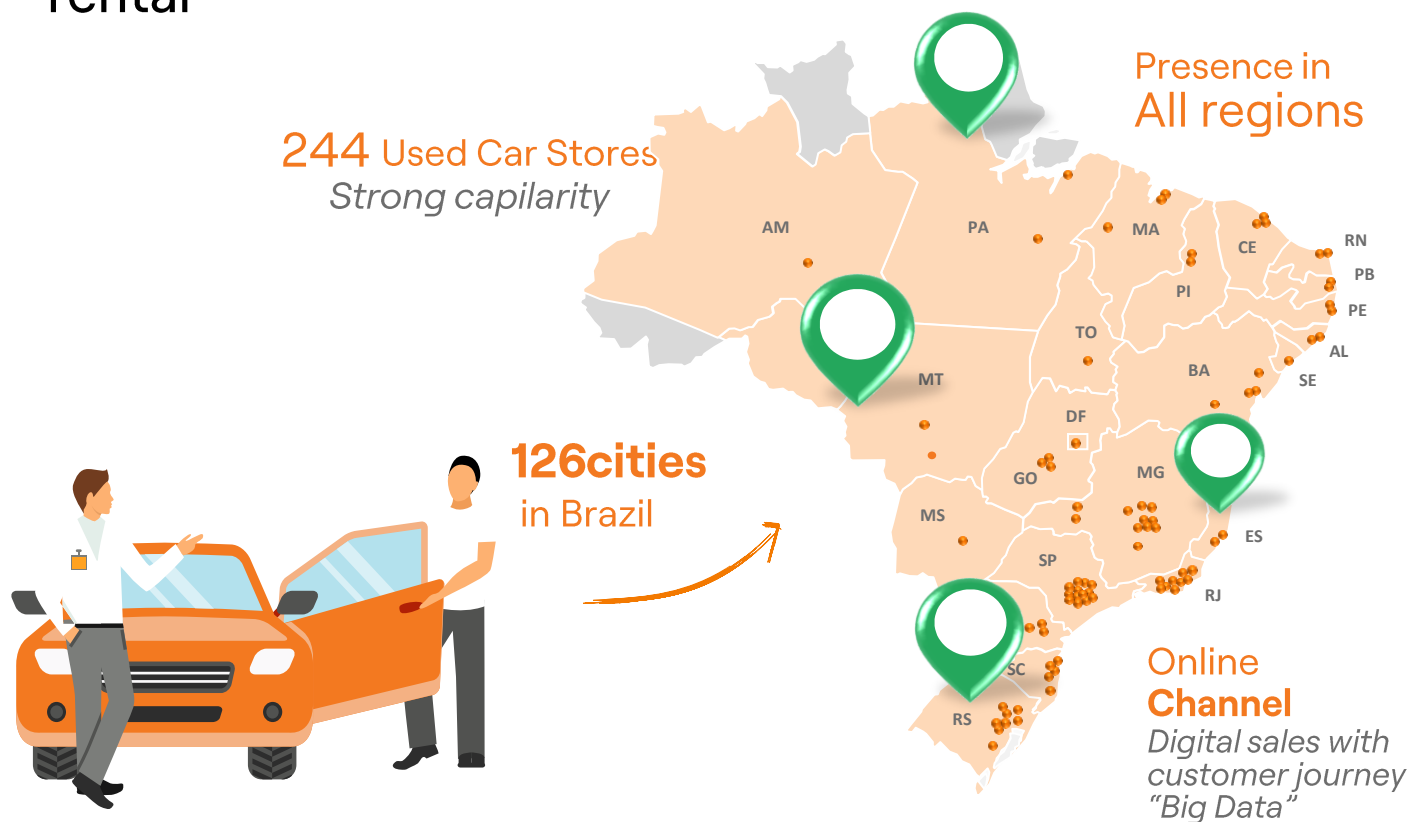 rental
Presence in
All regions
244 Used Car Stores
Strong capilarity
AM
PA
MA
CE
RN
PB
PI
PE
TO
AL
BA
SE
MT
DF
126cities
in Brazil
GO
MG
MS
ES
SP
RJ
SC
RS
Online
Channel
Digital sales with
customer journey
“Big Data”